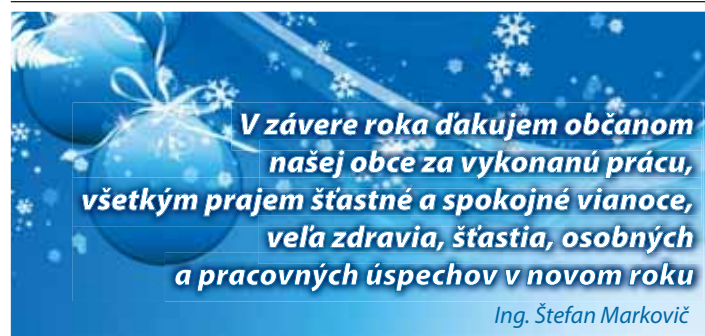 V závere roka ďakujem občanom
našej obce za vykonanú prácu,
všetkým prajem šťastné a spokojné vianoce,
veľa zdravia, šťastia, osobných
a pracovných úspechov v novom roku
Ing. Štefan Markovič